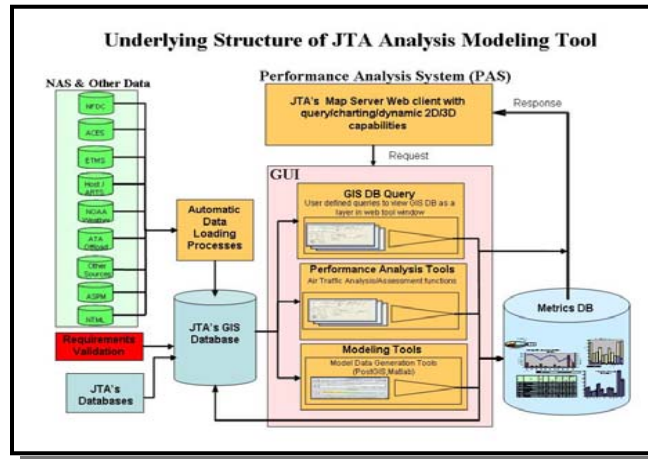 Underlying Structure of JTA Analysis Modeling Tool
NAS & Other Data
NFDC
ACES
ETMS
Host /
ARTS
NOAA
Weather
ATA
Offload
Other
Sources
ASPM
NTML
Requirements
Validation
JTA's
Databases
Automatic
Data
Loading
Processes
JTA's GIS
Database
Performance Analysis System (PAS)
JTA's Map Server Web client with
query/charting/dynamic 2D/3D
capabilities
Response
Request
GUI
GIS DB Query
User defined queries to view GIS DB as a
layer in web tool window
Performance Analysis Tools
Air Traffic Analysis/Assessment functions
Modeling Tools
Model Data Generation Tools
(PostGIS,Matlab)
Metrics DB